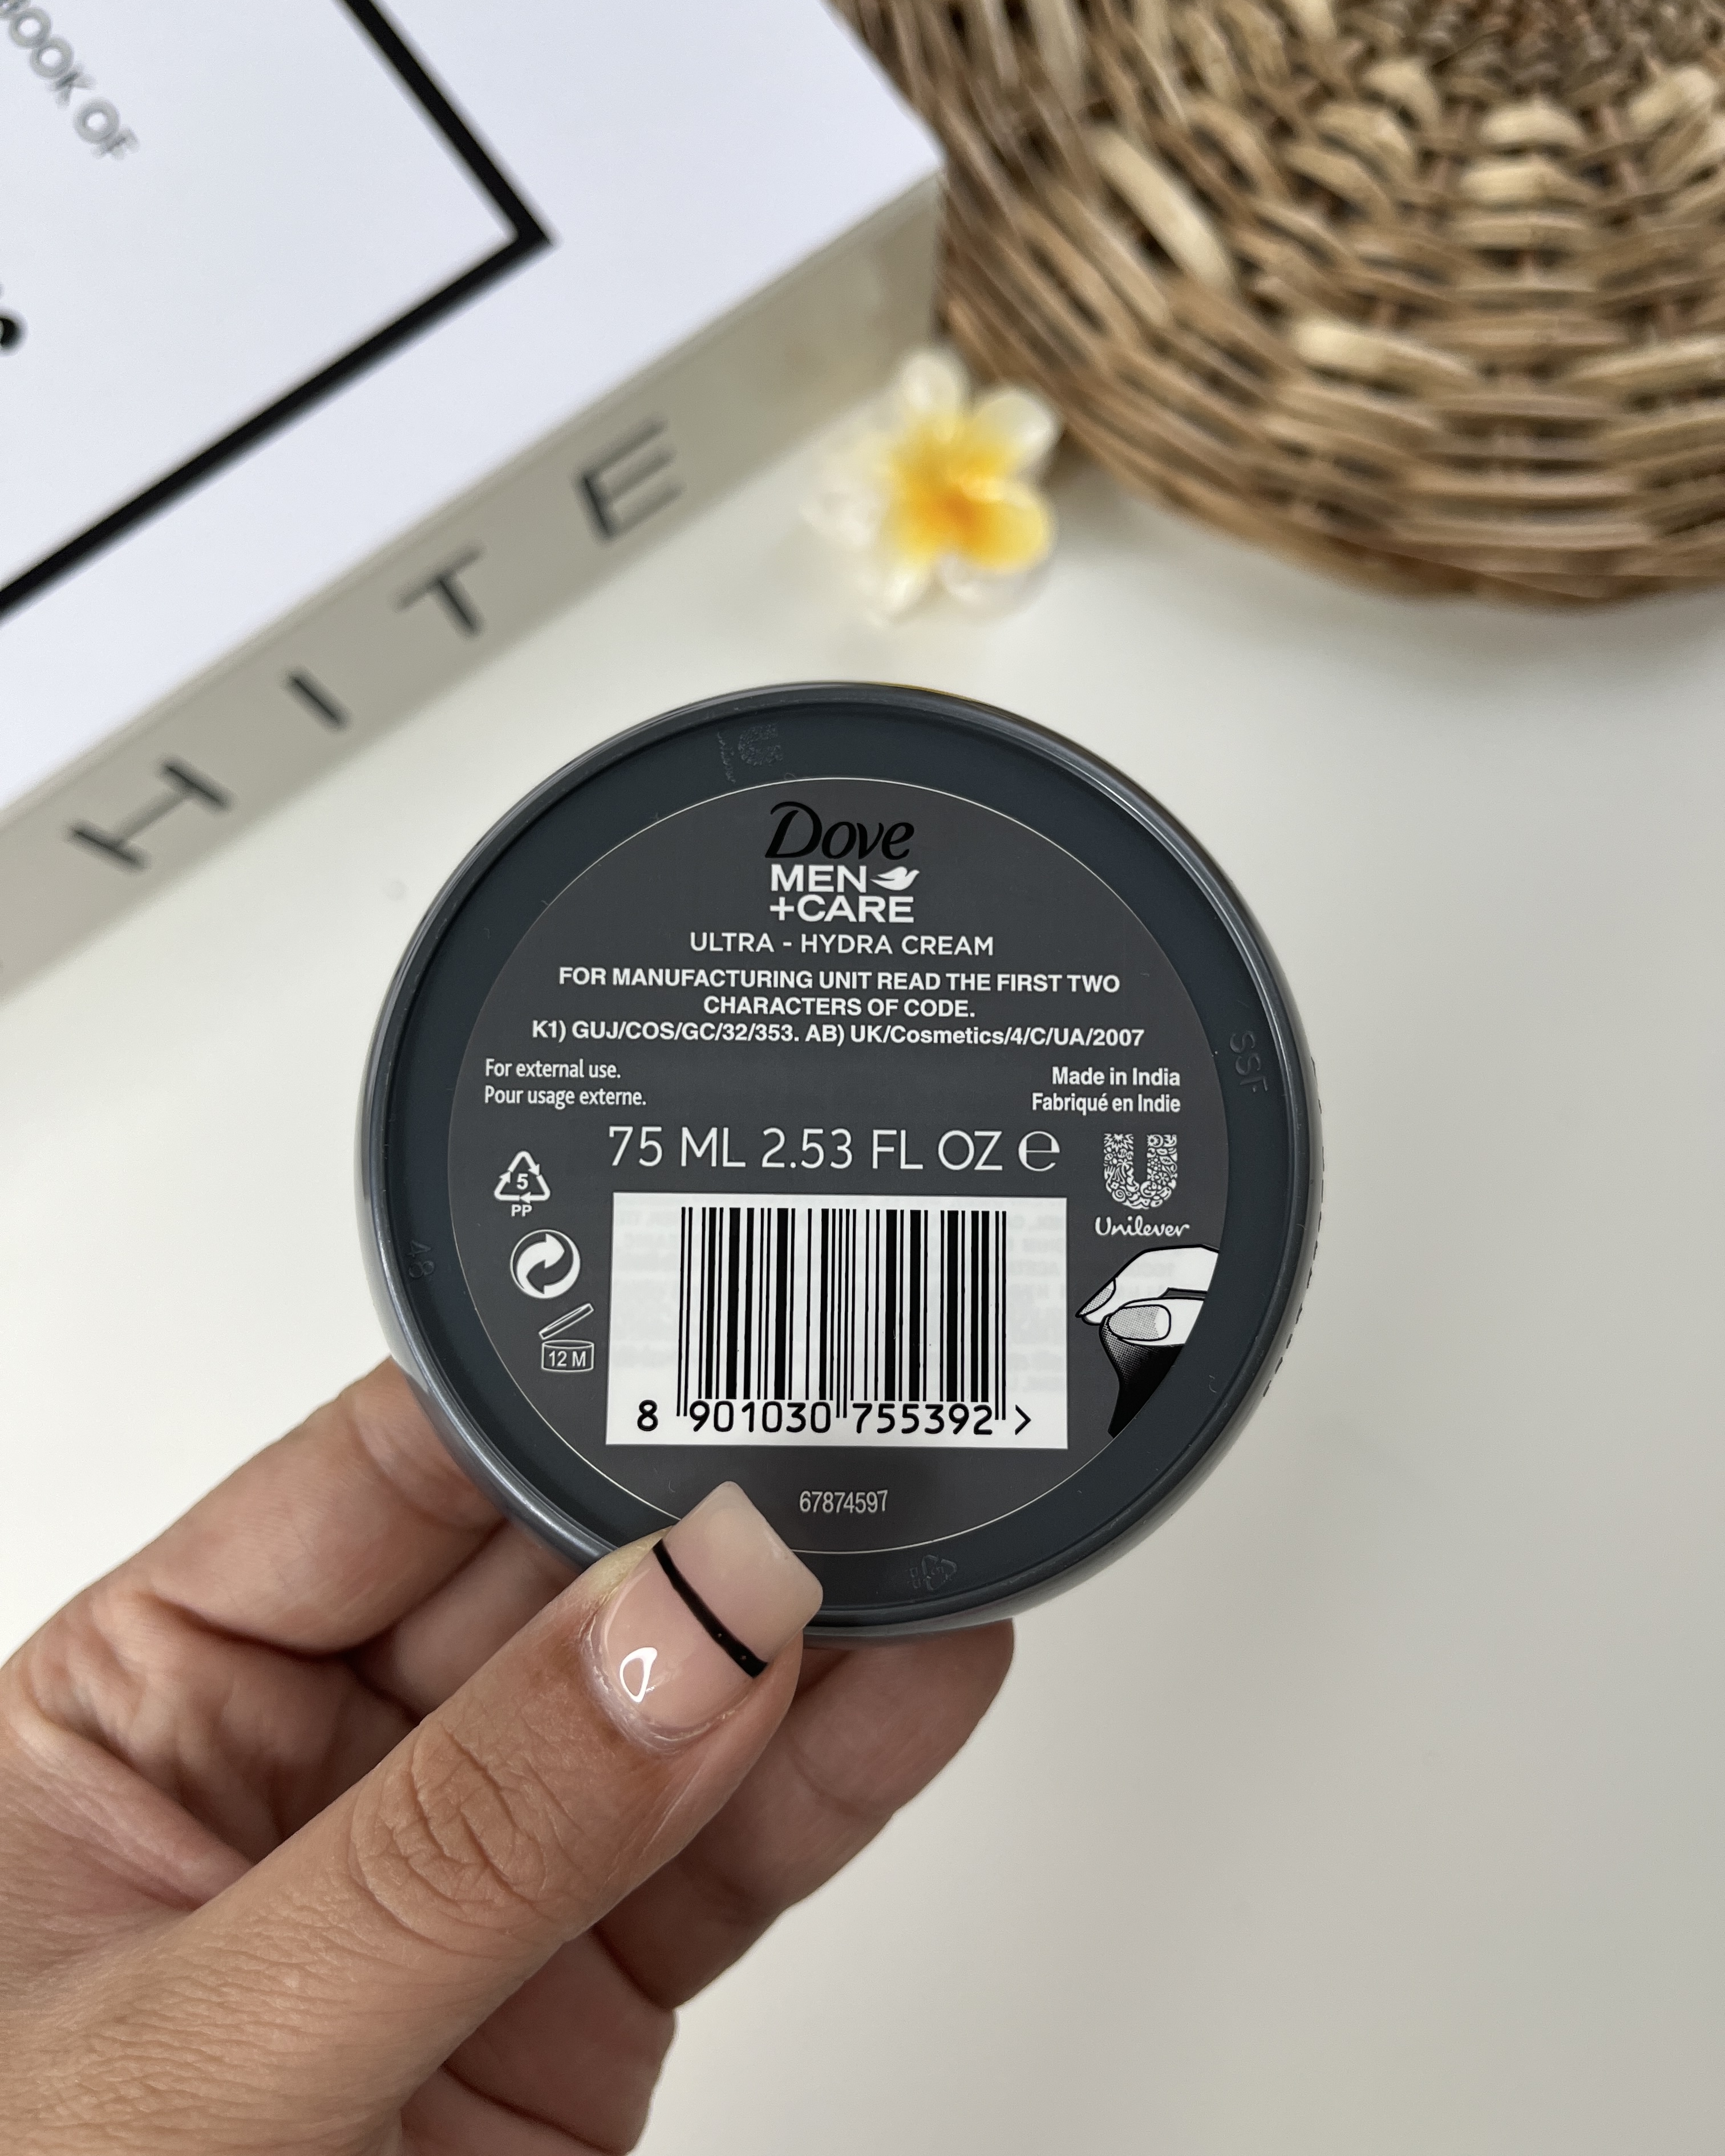 BOOK OF
HITE
Dove
MEN
+CARE
ULTRA - HYDRA CREAM
FOR MANUFACTURING UNIT READ THE FIRST TWO
CHARACTERS OF CODE.
K1) GUJ/COS/GC/32/353. AB) UK/Cosmetics/4/C/UA/2007
For external use.
Pour usage externe.
Made in India
Fabriqué en Indie
75 ML 2.53 FL OZ ℮
5
PP
Unilever
12 M
8 901030 755392 >
67874597
SSF
48